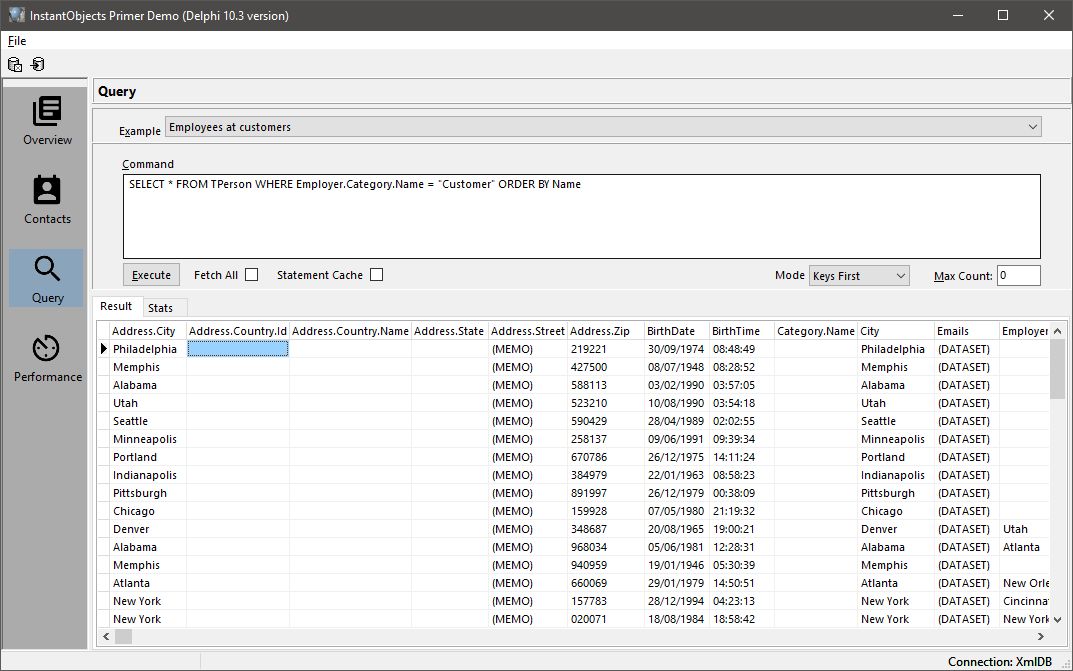 InstantObjects Primer Demo (Delphi 10.3 version)
File
Overview
Contacts
Query
Performance
Query
Example Employees at customers
Command
SELECT * FROM TPerson WHERE Employer.Category.Name = "Customer" ORDER BY Name
Execute Fetch All Statement Cache Mode Keys First Max Count: 0
Result Stats
Address.City Address.Country.Id Address.Country.Name Address.State Address.Street Address.Zip BirthDate BirthTime Category.Name City Emails Employer
Philadelphia (MEMO) 219221 30/09/1974 08:48:49 Philadelphia (DATASET)
Memphis (MEMO) 427500 08/07/1948 08:28:52 Memphis (DATASET)
Alabama (MEMO) 588113 03/02/1990 03:57:05 Alabama (DATASET)
Utah (MEMO) 523210 10/08/1990 03:54:18 Utah (DATASET)
Seattle (MEMO) 590429 28/04/1989 02:02:55 Seattle (DATASET)
Minneapolis (MEMO) 258137 09/06/1991 09:39:34 Minneapolis (DATASET)
Portland (MEMO) 670786 26/12/1975 14:11:24 Portland (DATASET)
Indianapolis (MEMO) 384979 22/01/1963 08:58:23 Indianapolis (DATASET)
Pittsburgh (MEMO) 891997 26/12/1979 00:38:09 Pittsburgh (DATASET)
Chicago (MEMO) 159928 07/05/1980 21:19:32 Chicago (DATASET)
Denver (MEMO) 348687 20/08/1965 19:00:21 Denver (DATASET) Utah
Alabama (MEMO) 968034 05/06/1981 12:28:31 Alabama (DATASET) Atlanta
Memphis (MEMO) 940959 19/01/1946 05:30:39 Memphis (DATASET)
Atlanta (MEMO) 660069 29/01/1979 14:50:51 Atlanta (DATASET) New Orle
New York (MEMO) 157783 28/12/1994 04:23:13 New York (DATASET) Cincinna
New York (MEMO) 020071 18/08/1984 18:58:42 New York (DATASET) New York
Connection: XmlDB